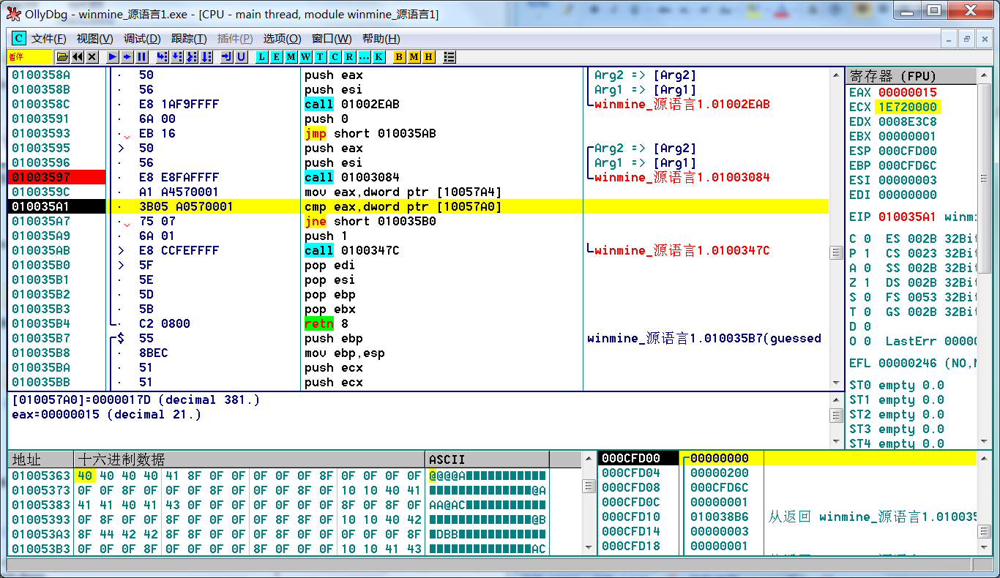 OllyDbg - winmine_源语言1.exe - [CPU - main thread, module winmine_源语言1]
C 文件(F) 视图(V) 调试(D) 跟踪(T) 插件(P) 选项(O) 窗口(W) 帮助(H)
暂停 L E M W T C R ... K B M H
0100358A · 50 push eax Arg2 => [Arg2]
0100358B · 56 push esi Arg1 => [Arg1]
0100358C · E8 1AF9FFFF call 01002EAB winmine_源语言1.01002EAB
01003591 · 6A 00 push 0
01003593 · EB 16 jmp short 010035AB
01003595 > 50 push eax Arg2 => [Arg2]
01003596 · 56 push esi Arg1 => [Arg1]
01003597 · E8 E8FAFFFF call 01003084 winmine_源语言1.01003084
0100359C · A1 A4570001 mov eax,dword ptr [10057A4]
010035A1 · 3B05 A0570001 cmp eax,dword ptr [10057A0]
010035A7 · 75 07 jne short 010035B0
010035A9 · 6A 01 push 1
010035AB > E8 CCFEFFFF call 0100347C winmine_源语言1.0100347C
010035B0 > 5F pop edi
010035B1 · 5E pop esi
010035B2 · 5D pop ebp
010035B3 · 5B pop ebx
010035B4 · C2 0800 retn 8
010035B7 $ 55 push ebp winmine_源语言1.010035B7(guessed
010035B8 · 8BEC mov ebp,esp
010035BA · 51 push ecx
010035BB · 51 push ecx
寄存器 (FPU)
EAX 00000015
ECX 1E720000
EDX 0008E3C8
EBX 00000001
ESP 000CFD00
EBP 000CFD6C
ESI 00000003
EDI 00000000
EIP 010035A1 winm
C 0 ES 002B 32Bi
P 1 CS 0023 32Bi
A 0 SS 002B 32Bi
Z 1 DS 002B 32Bi
S 0 FS 0053 32Bi
T 0 GS 002B 32Bi
D 0
O 0 LastErr 0000
EFL 00000246 (NO,
ST0 empty 0.0
ST1 empty 0.0
ST2 empty 0.0
ST3 empty 0.0
ST4 empty 0.0
[010057A0]=0000017D (decimal 381.)
eax=00000015 (decimal 21.)
地址 十六进制数据 ASCII
01005363 40 40 40 40 41 8F 0F 0F 0F 0F 0F 8F 0F 0F 0F 0F @@@@A
01005373 0F 0F 8F 0F 0F 8F 0F 0F 0F 0F 8F 0F 10 10 40 41 @A
01005383 41 41 40 41 43 0F 0F 0F 0F 0F 0F 0F 8F 0F 8F 0F AA@AC
01005393 0F 8F 0F 0F 8F 0F 0F 0F 0F 8F 0F 0F 10 10 40 42 @B
010053A3 8F 44 42 42 8F 8F 0F 0F 8F 0F 0F 0F 0F 0F 0F 8F DBB
010053B3 0F 0F 0F 8F 0F 0F 0F 0F 8F 0F 0F 0F 10 10 41 43 AC
000CFD00 00000000
000CFD04 00000200
000CFD08 000CFD6C
000CFD0C 00000001
000CFD10 010038B6 从返回 winmine_源语言1.010035
000CFD14 00000003
000CFD18 00000001